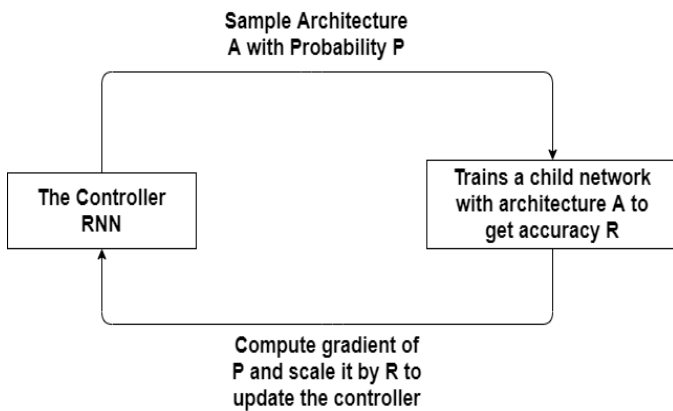 Sample Architecture
A with Probability P
The Controller
RNN
Trains a child network
with architecture A to
get accuracy R
Compute gradient of
P and scale it by R to
update the controller